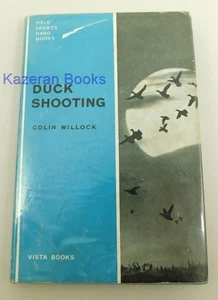 FIELD
SPORTS
HAND
BOOKS
Kazeran Books
DUCK
SHOOTING
COLIN WILLOCK
VISTA BOOKS